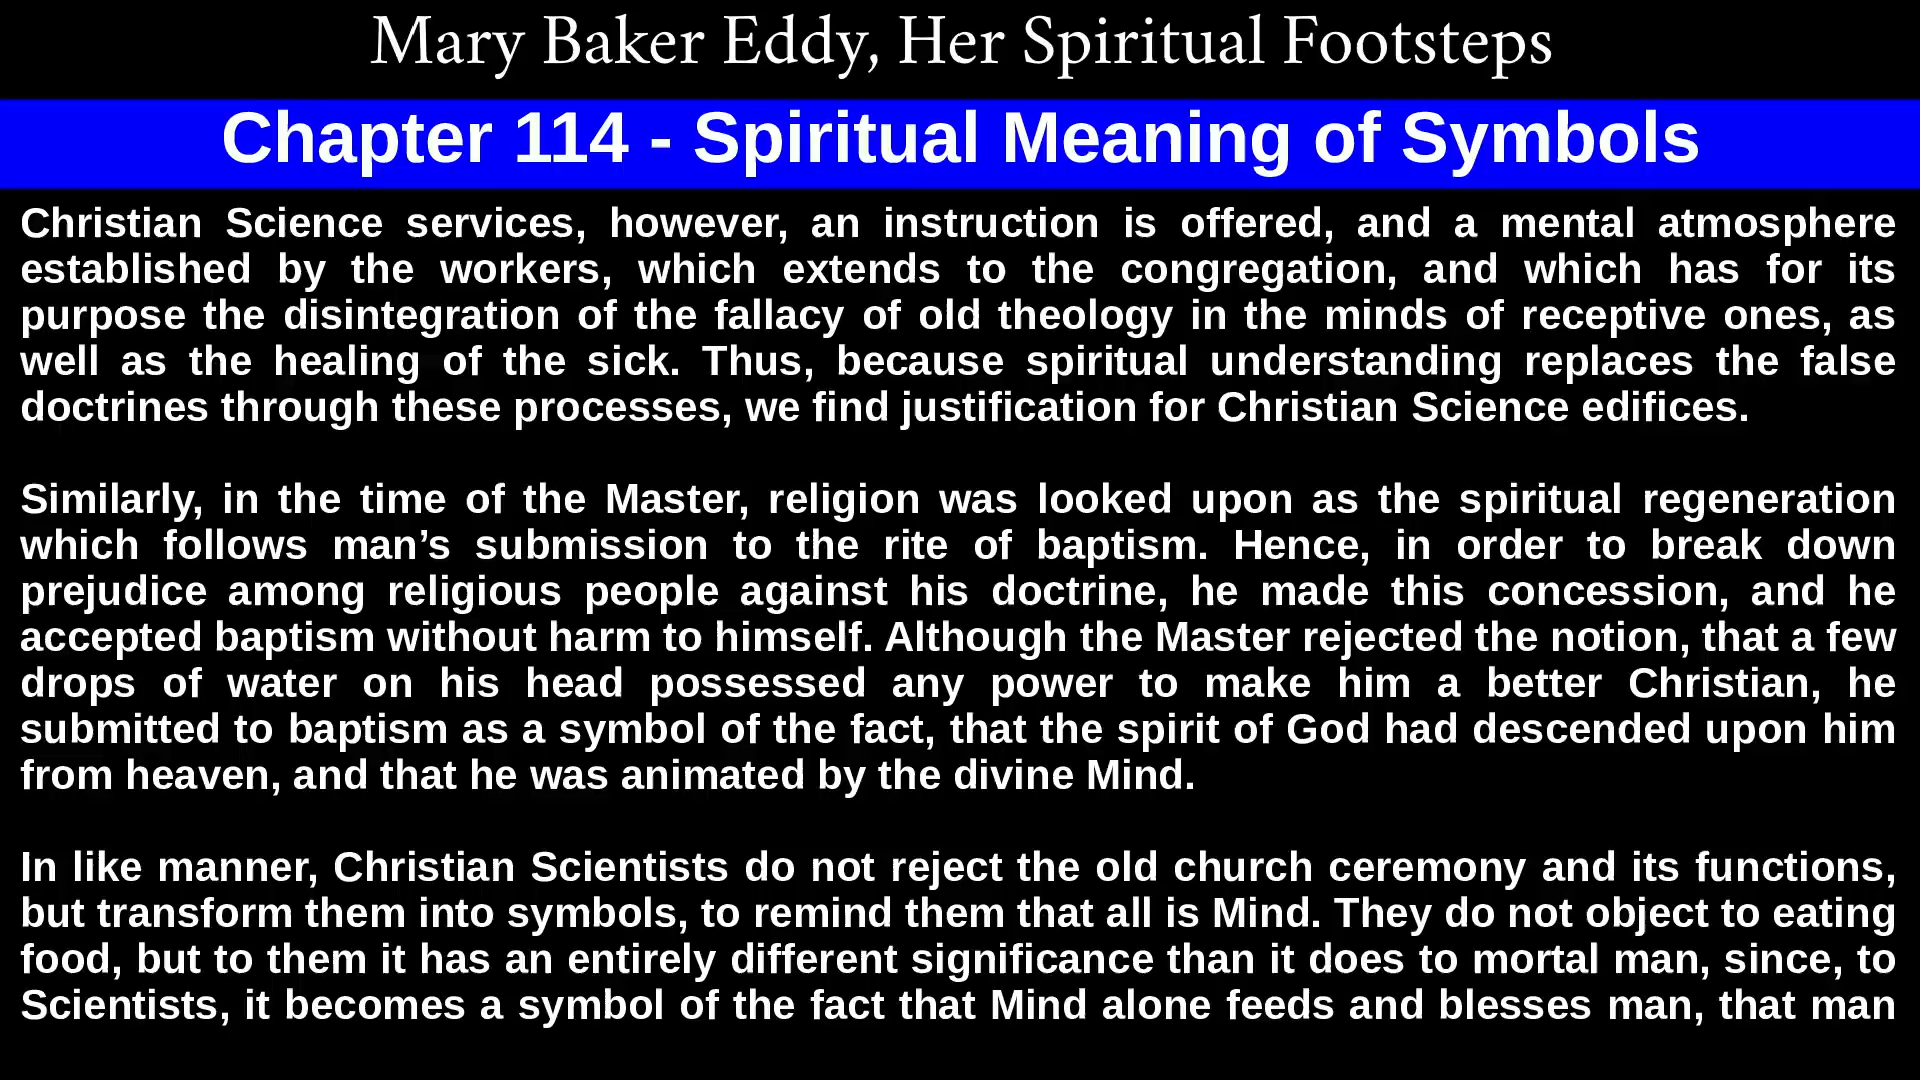 Mary Baker Eddy, Her Spiritual Footsteps
Chapter 114 - Spiritual Meaning of Symbols
Christian Science services, however, an instruction is offered, and a mental atmosphere
established by the workers, which extends to the congregation, and which has for its
purpose the disintegration of the fallacy of old theology in the minds of receptive ones, as
well as the healing of the sick. Thus, because spiritual understanding replaces the false
doctrines through these processes, we find justification for Christian Science edifices.
Similarly, in the time of the Master, religion was looked upon as the spiritual regeneration
which follows man’s submission to the rite of baptism. Hence, in order to break down
prejudice among religious people against his doctrine, he made this concession, and he
accepted baptism without harm to himself. Although the Master rejected the notion, that a few
drops of water on his head possessed any power to make him a better Christian, he
submitted to baptism as a symbol of the fact, that the spirit of God had descended upon him
from heaven, and that he was animated by the divine Mind.
In like manner, Christian Scientists do not reject the old church ceremony and its functions,
but transform them into symbols, to remind them that all is Mind. They do not object to eating
food, but to them it has an entirely different significance than it does to mortal man, since, to
Scientists, it becomes a symbol of the fact that Mind alone feeds and blesses man, that man